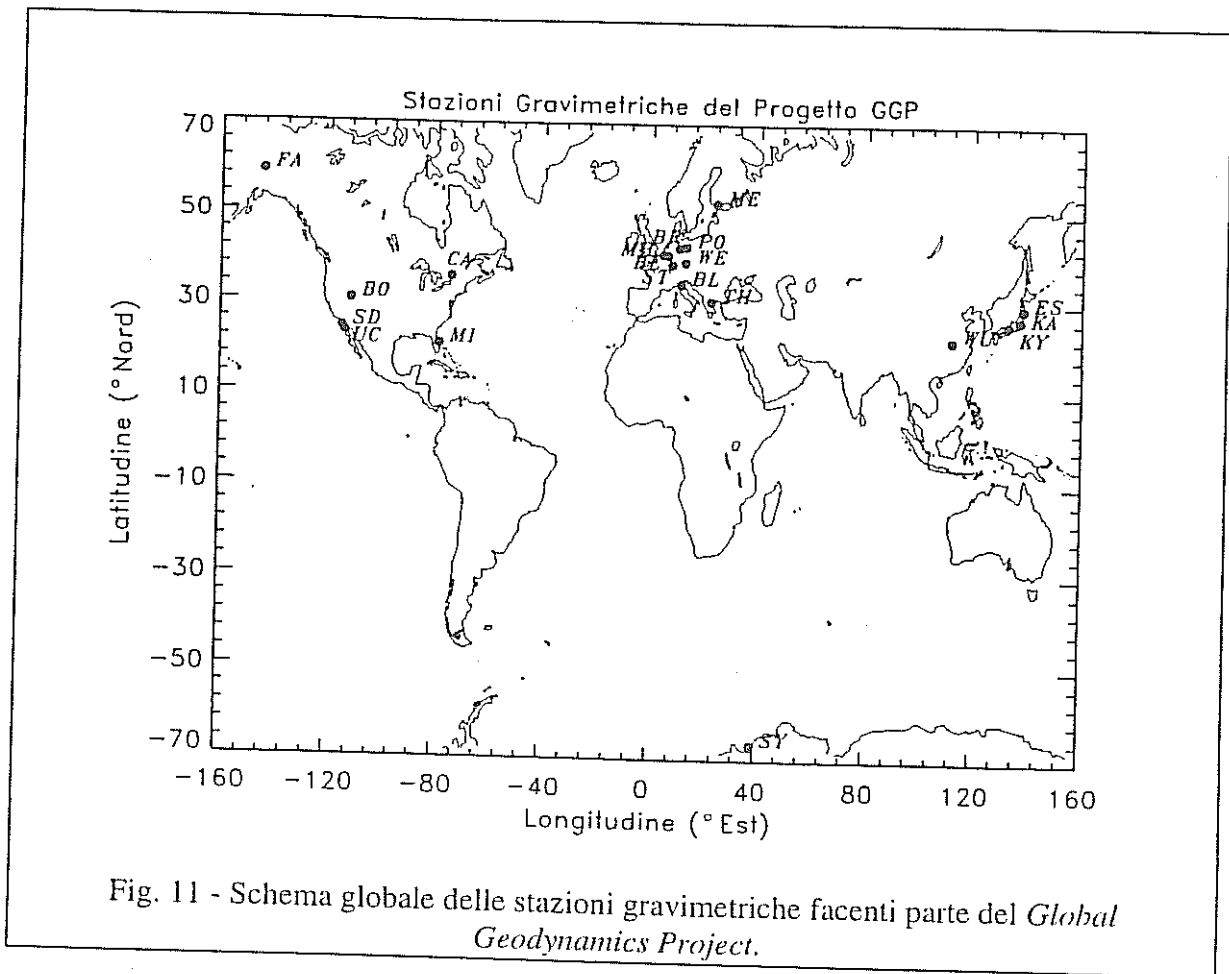 Stazioni Gravimetriche del Progetto GGP
Latitudine (°Nord)
70
50
30
10
−10
−30
−50
−70
FA
ME
CA
BO
SD
UC
MI
PO
WE
ST
BL
TH
ES
KA
KY
WU
SY
−160 −120 −80 −40 0 40 80 120 160
Longitudine (°Est)
Fig. 11 - Schema globale delle stazioni gravimetriche facenti parte del Global
Geodynamics Project.